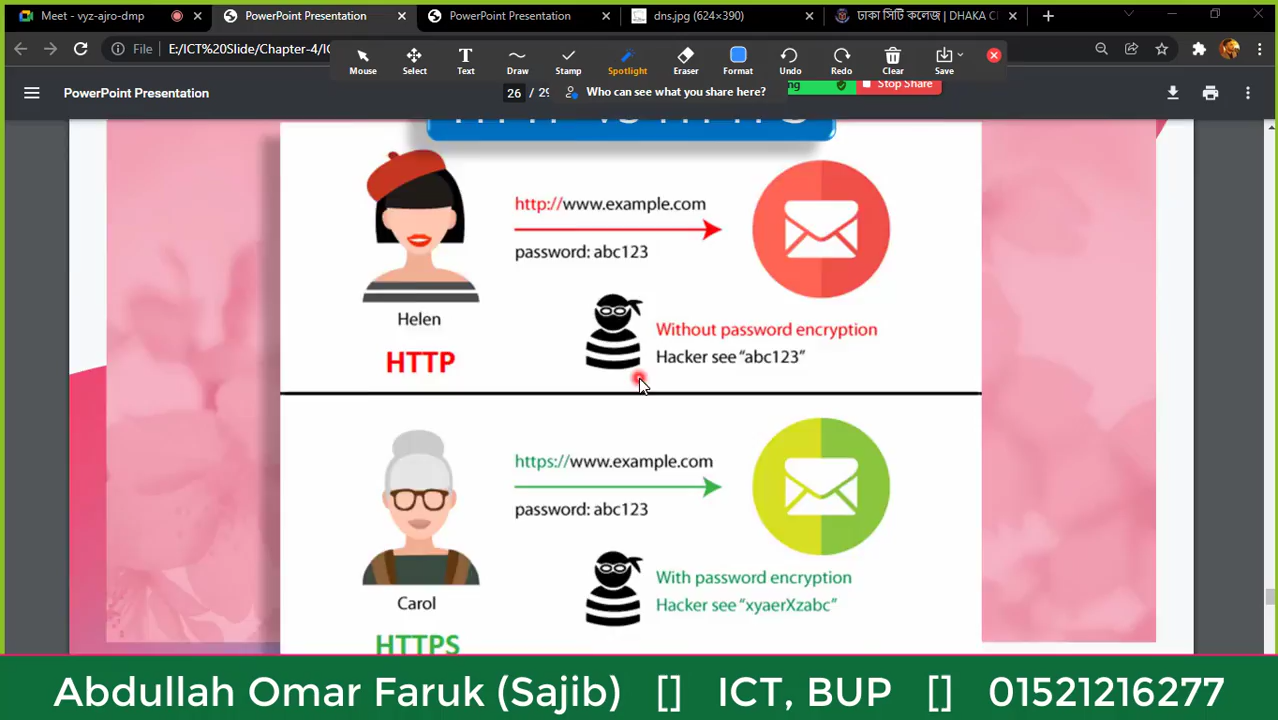 Meet - vyz-ajro-dmp
PowerPoint Presentation
PowerPoint Presentation
dns.jpg (624×390)
ঢাকা সিটি কলেজ | DHAKA C
File
E:/ICT%20Slide/Chapter-4/IC
Mouse
Select
Text
Draw
Stamp
Spotlight
Eraser
Format
Undo
Redo
Clear
Save
PowerPoint Presentation
26 / 29
Who can see what you share here?
Stop Share
http://www.example.com
password: abc123
Helen
HTTP
Without password encryption
Hacker see "abc123"
https://www.example.com
password: abc123
Carol
HTTPS
With password encryption
Hacker see "xyaerXzabc"
Abdullah Omar Faruk (Sajib) [] ICT, BUP [] 01521216277